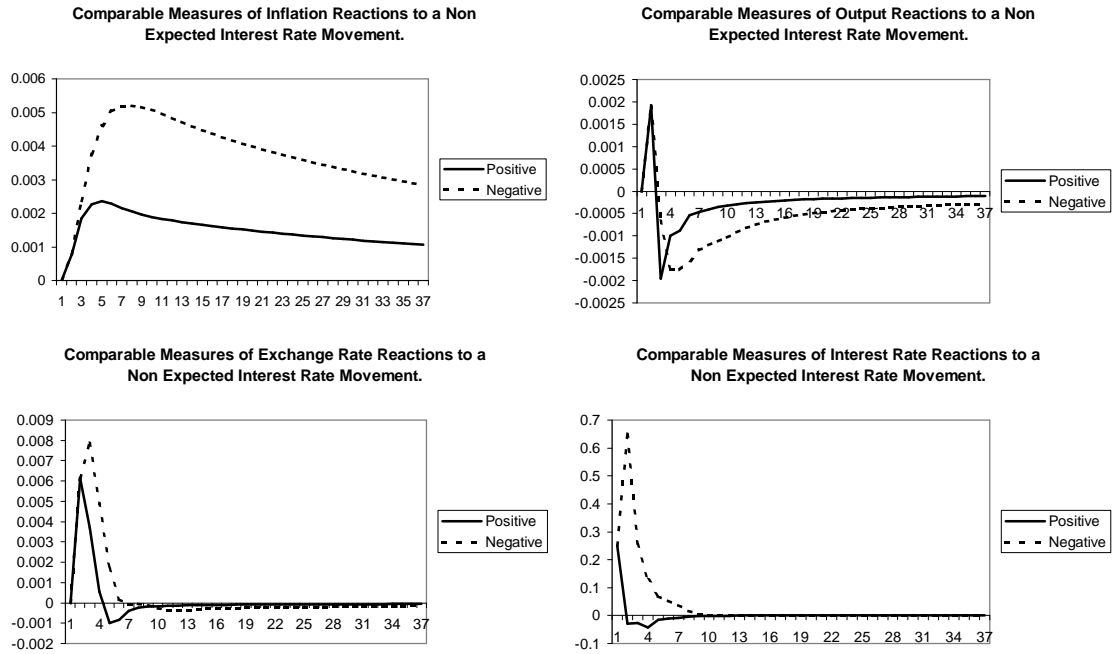 Comparable Measures of Inflation Reactions to a Non
Expected Interest Rate Movement.
0.006
0.005
0.004
0.003
0.002
0.001
0
1 3 5 7 9 11 13 15 17 19 21 23 25 27 29 31 33 35 37
Positive
Negative
Comparable Measures of Output Reactions to a Non
Expected Interest Rate Movement.
0.0025
0.002
0.0015
0.001
0.0005
0
-0.0005
-0.001
-0.0015
-0.002
-0.0025
1 4 7 10 13 16 19 22 25 28 31 34 37
Positive
Negative
Comparable Measures of Exchange Rate Reactions to a
Non Expected Interest Rate Movement.
0.009
0.008
0.007
0.006
0.005
0.004
0.003
0.002
0.001
0
-0.001
-0.002
1 4 7 10 13 16 19 22 25 28 31 34 37
Positive
Negative
Comparable Measures of Interest Rate Reactions to a
Non Expected Interest Rate Movement.
0.7
0.6
0.5
0.4
0.3
0.2
0.1
0
-0.1
1 4 7 10 13 16 19 22 25 28 31 34 37
Positive
Negative